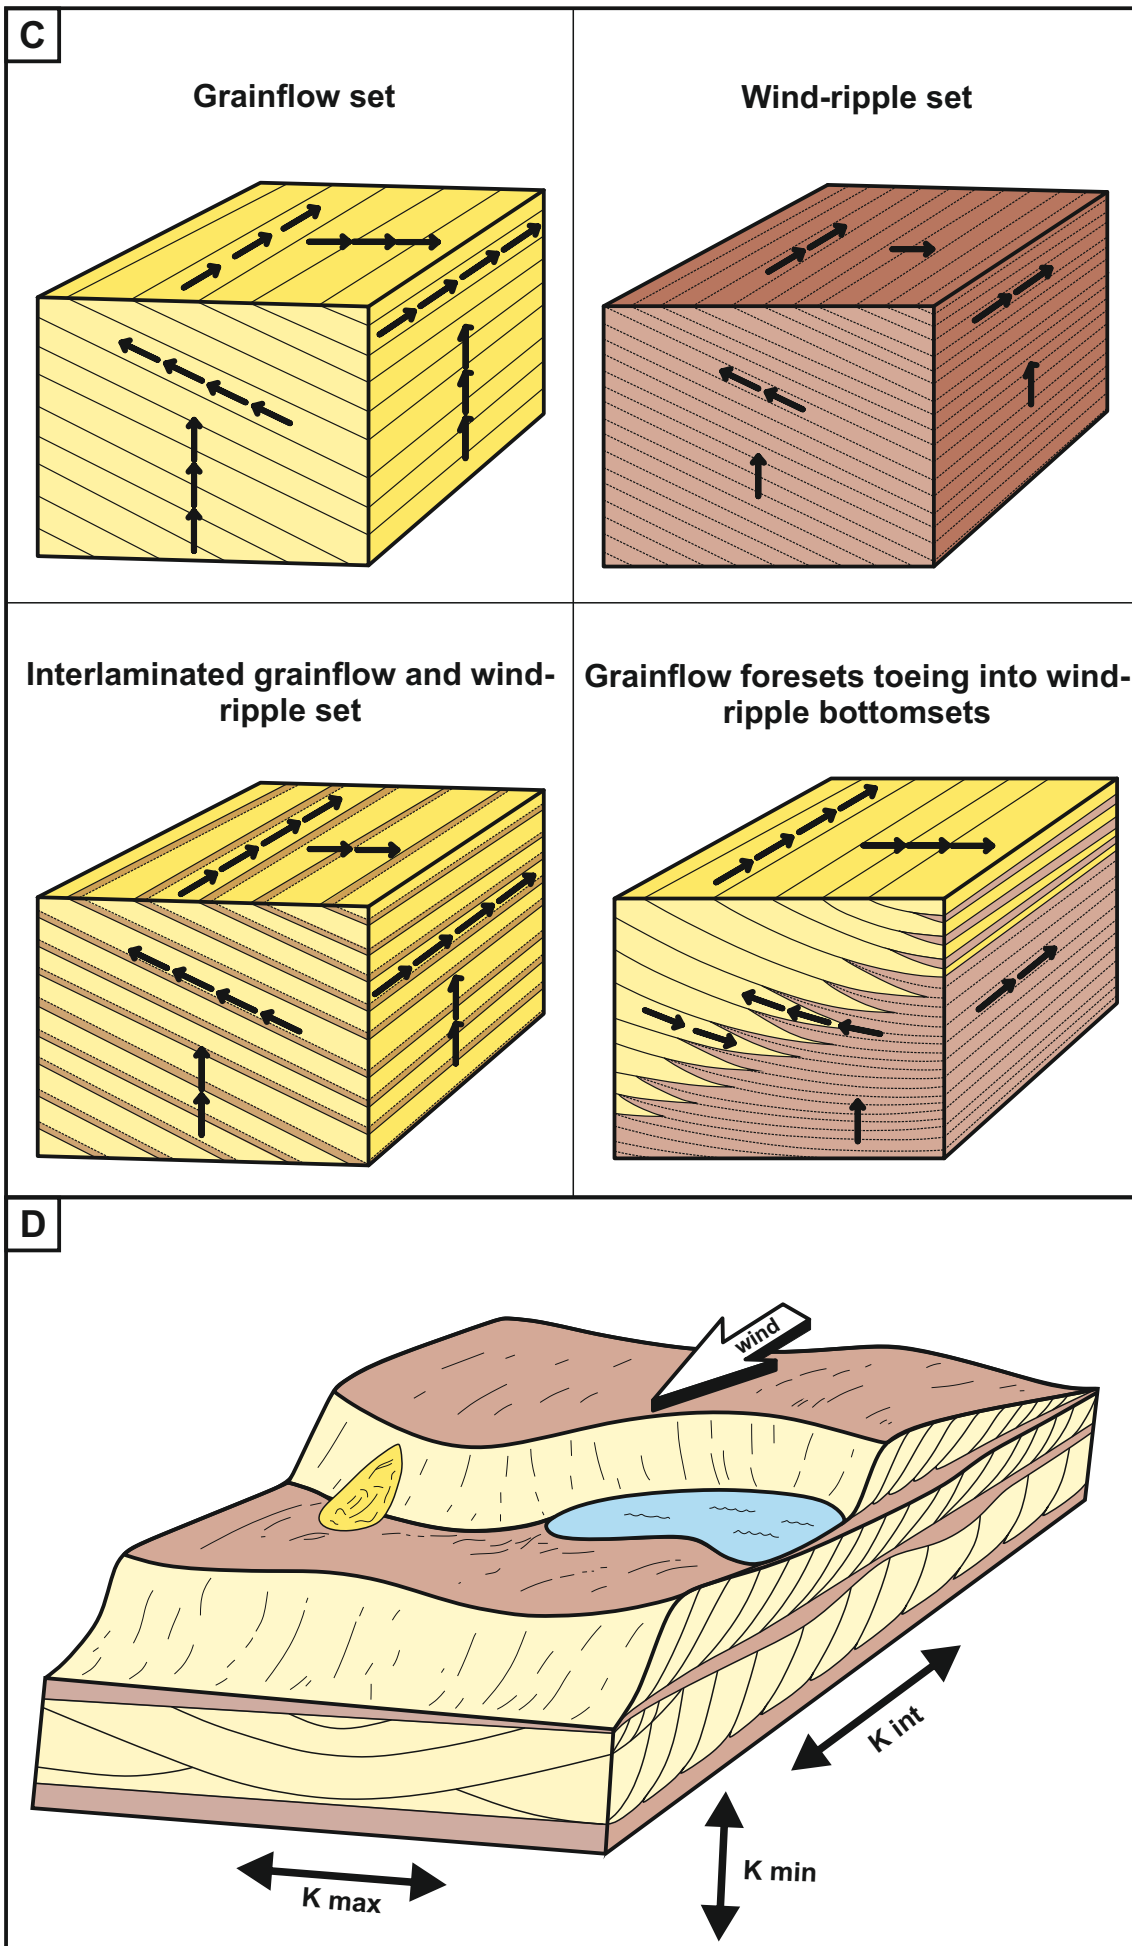 C
Grainflow set
Wind-ripple set
Interlaminated grainflow and wind-
ripple set
Grainflow foresets toeing into wind-
ripple bottomsets
D
wind
K int
K min
K max